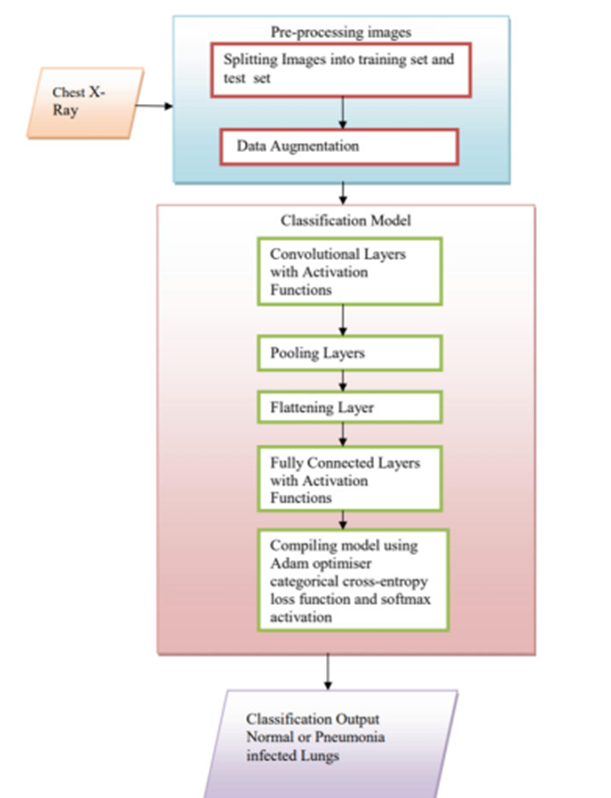 Chest X-
Ray
Pre-processing images
Splitting Images into training set and
test set
Data Augmentation
Classification Model
Convolutional Layers
with Activation
Functions
Pooling Layers
Flattening Layer
Fully Connected Layers
with Activation
Functions
Compiling model using
Adam optimiser
categorical cross-entropy
loss function and softmax
activation
Classification Output
Normal or Pneumonia
infected Lungs